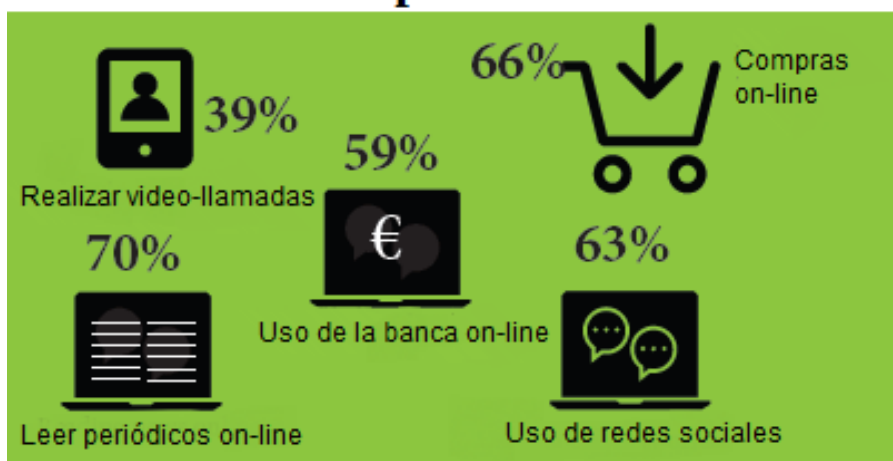 39%
Realizar video-llamadas
66%
Compras
on-line
59%
€
Uso de la banca on-line
70%
Leer periódicos on-line
63%
Uso de redes sociales